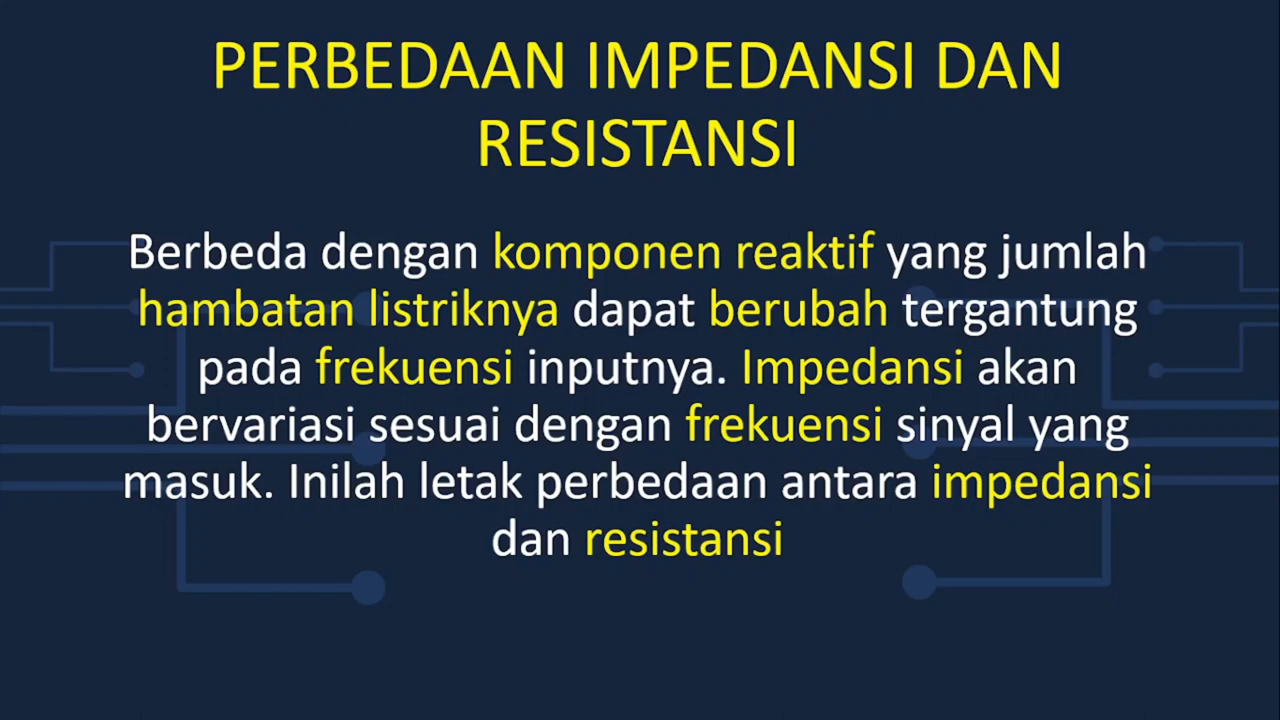 PERBEDAAN IMPEDANSI DAN
RESISTANSI
Berbeda dengan komponen reaktif yang jumlah
hambatan listriknya dapat berubah tergantung
pada frekuensi inputnya. Impedansi akan
bervariasi sesuai dengan frekuensi sinyal yang
masuk. Inilah letak perbedaan antara impedansi
dan resistansi